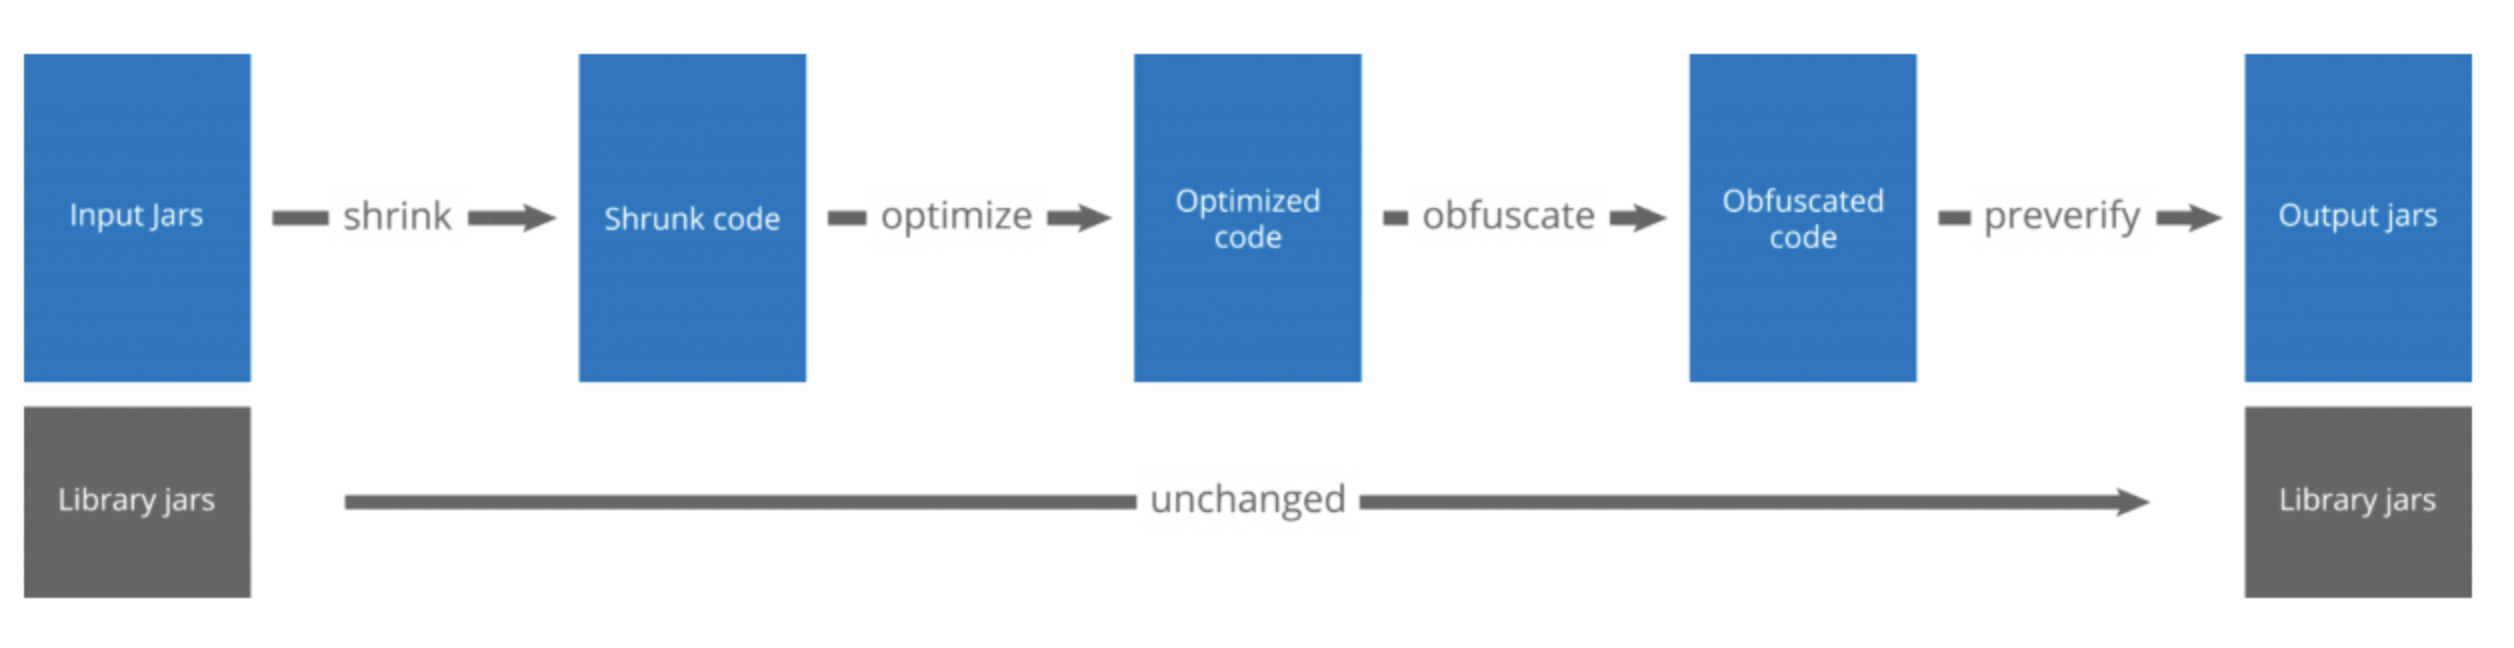 Input Jars
shrink
Shrunk code
optimize
Optimized
code
obfuscate
Obfuscated
code
preverify
Output jars
Library jars
unchanged
Library jars